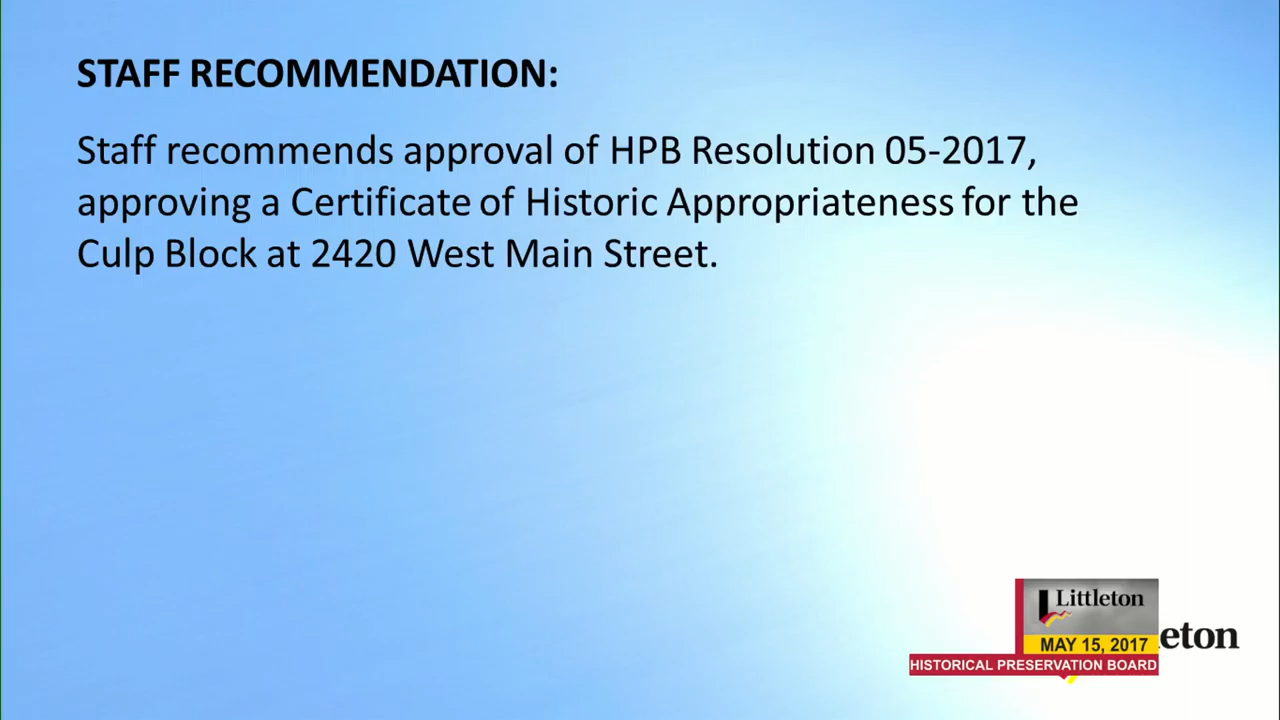 STAFF RECOMMENDATION:
Staff recommends approval of HPB Resolution 05-2017,
approving a Certificate of Historic Appropriateness for the
Culp Block at 2420 West Main Street.
Littleton
eton
MAY 15, 2017
HISTORICAL PRESERVATION BOARD